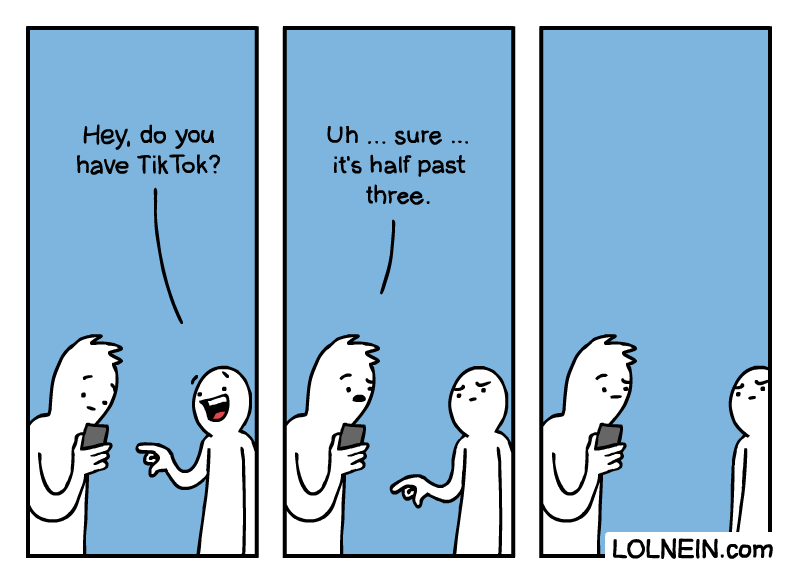 Hey, do you
have TikTok?
Uh ... sure ...
it's half past
three.
LOLNEIN.com